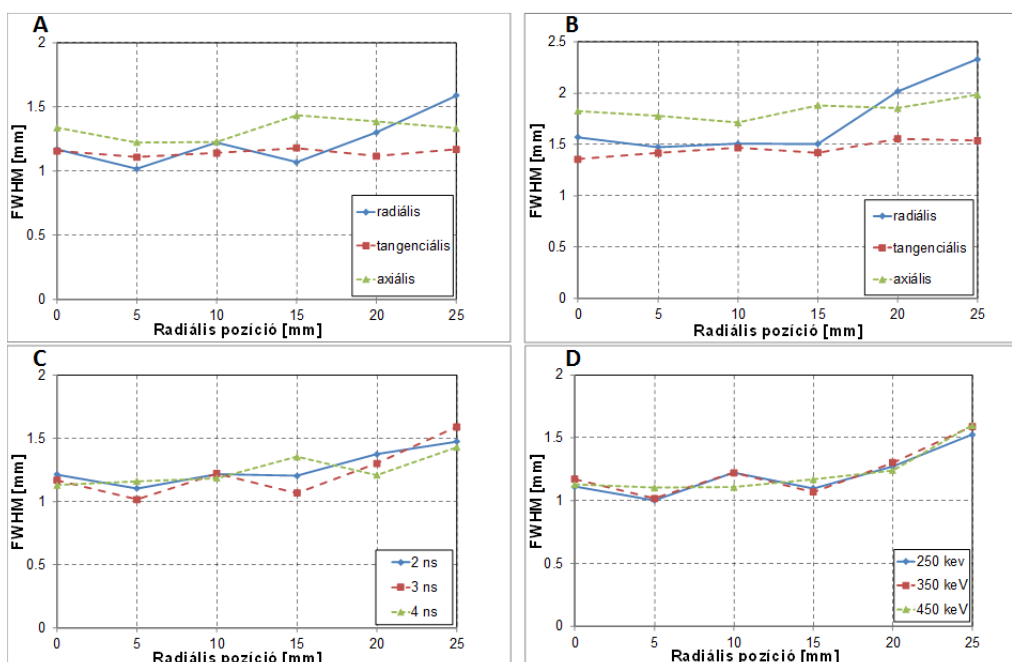 A
FWHM [mm]
2
1.5
1
0.5
0
0 5 10 15 20 25
Radiális pozíció [mm]
radiális
tangenciális
axiális
B
FWHM [mm]
2.5
2
1.5
1
0.5
0
0 5 10 15 20 25
Radiális pozíció [mm]
radiális
tangenciális
axiális
C
FWHM [mm]
2
1.5
1
0.5
0
0 5 10 15 20 25
Radiális pozíció [mm]
2 ns
3 ns
4 ns
D
FWHM [mm]
2
1.5
1
0.5
0
0 5 10 15 20 25
Radiális pozíció [mm]
250 kev
350 keV
450 keV